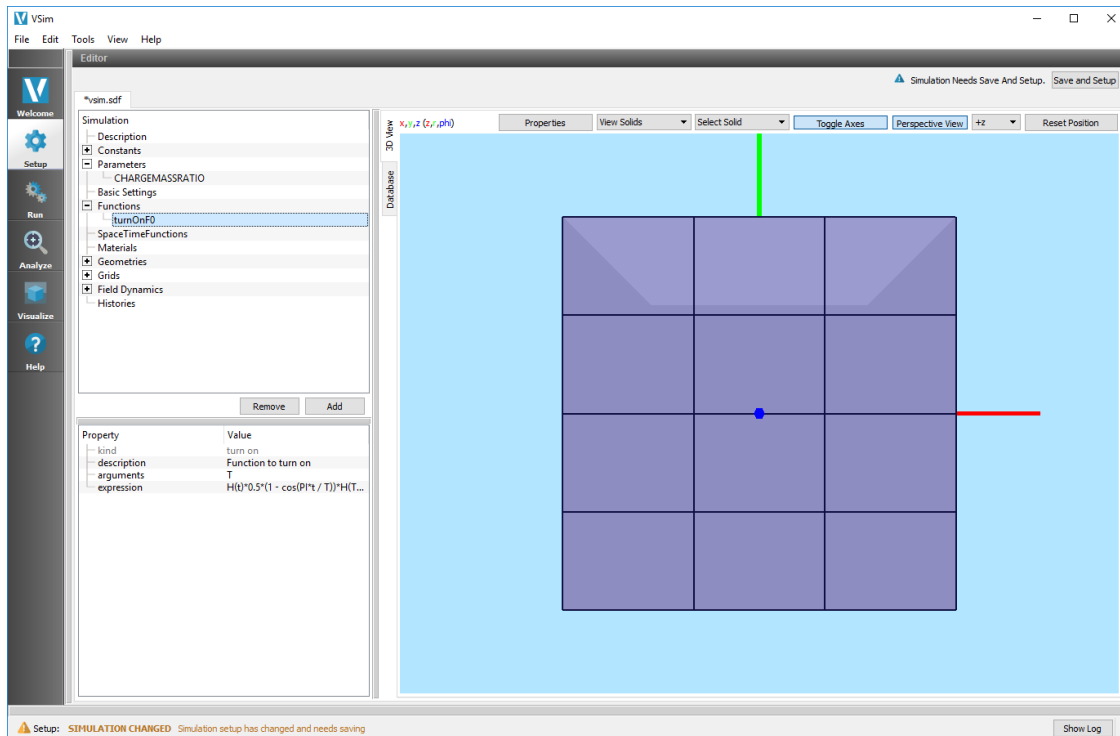 VSim
File Edit Tools View Help
Editor
Simulation Needs Save And Setup. Save and Setup
*vsim.sdf
Welcome
Setup
Run
Analyze
Visualize
Help
Simulation
Description
Constants
Parameters
CHARGEMASSRATIO
Basic Settings
Functions
turnOnF0
SpaceTimeFunctions
Materials
Geometries
Grids
Field Dynamics
Histories
Remove Add
Property Value
kind turn on
description Function to turn on
arguments T
expression H(t)*0.5*(1 - cos(PI*t / T))*H(T...
3D View
Database
x,y,z (z,r,phi) Properties View Solids Select Solid Toggle Axes Perspective View +z Reset Position
Setup: SIMULATION CHANGED Simulation setup has changed and needs saving Show Log